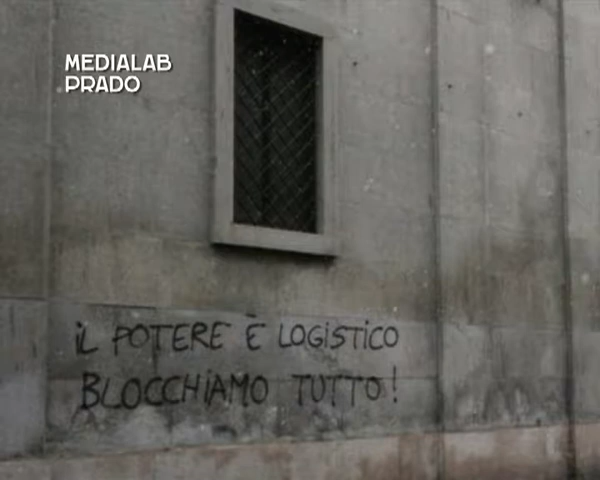 MEDIALAB
PRADO
iL POTERE È LOGiSTiCO
BLOCCHiAMO TUTTO!